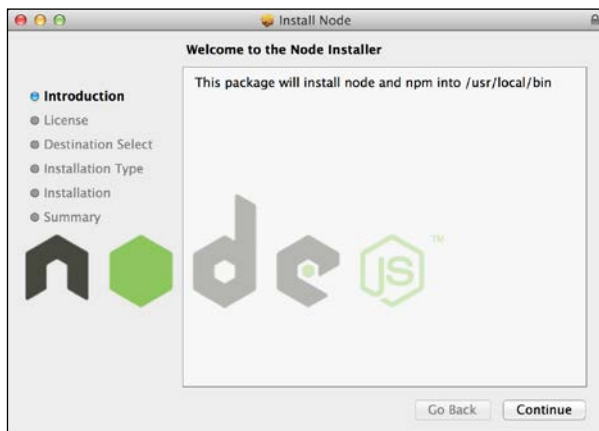 Install Node
Welcome to the Node Installer
Introduction
License
Destination Select
Installation Type
Installation
Summary
This package will install node and npm into /usr/local/bin
node
JS
TM
Go Back
Continue